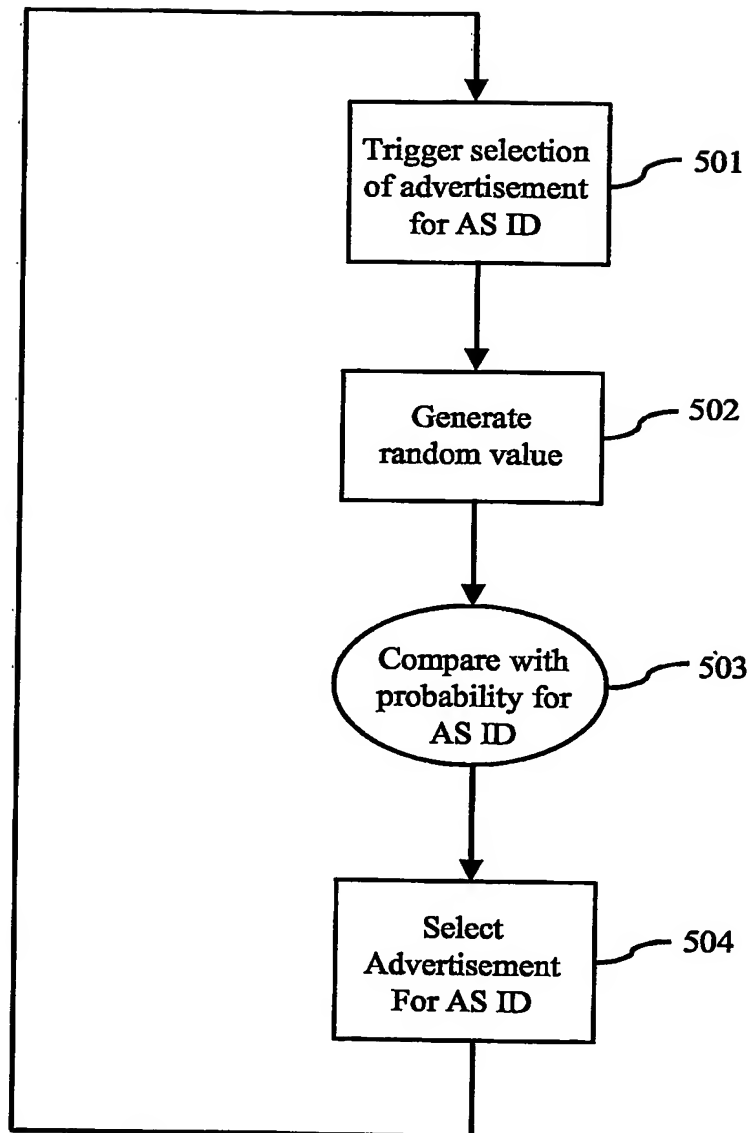 Trigger selection
of advertisement
for AS ID
501
Generate
random value
502
Compare with
probability for
AS ID
503
Select
Advertisement
For AS ID
504